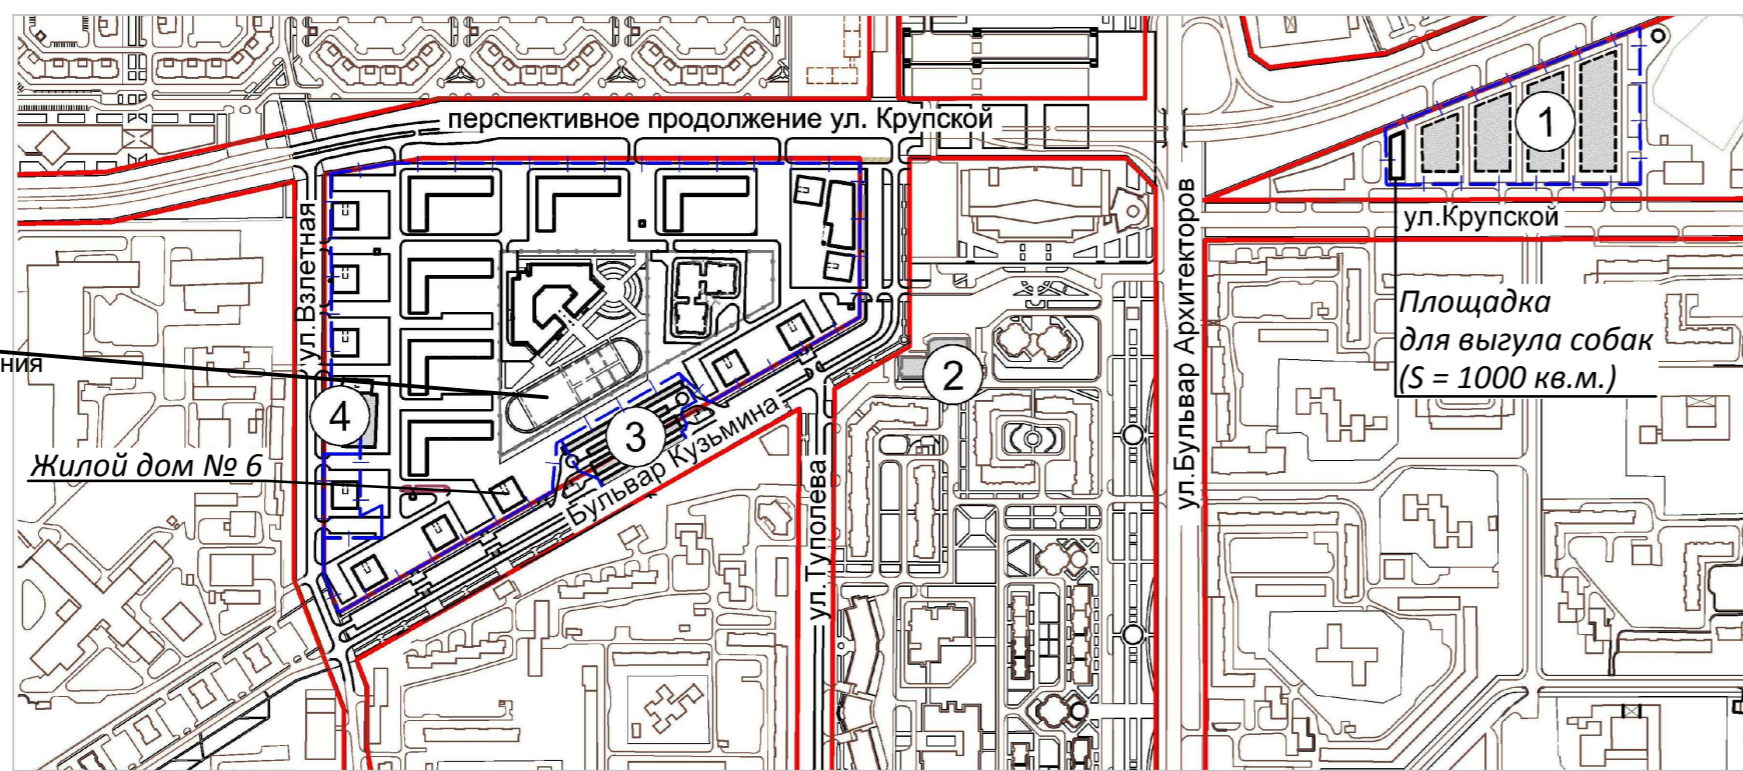 перспективное продолжение ул. Крупской
1
ул.Крупской
ул.Взлетная
ул.Бульвар Архитекторов
Площадка
для выгула собак
(S = 1000 кв.м.)
ния
2
4
3
Жилой дом № 6
Бульвар Кузьмина
ул.Туполева